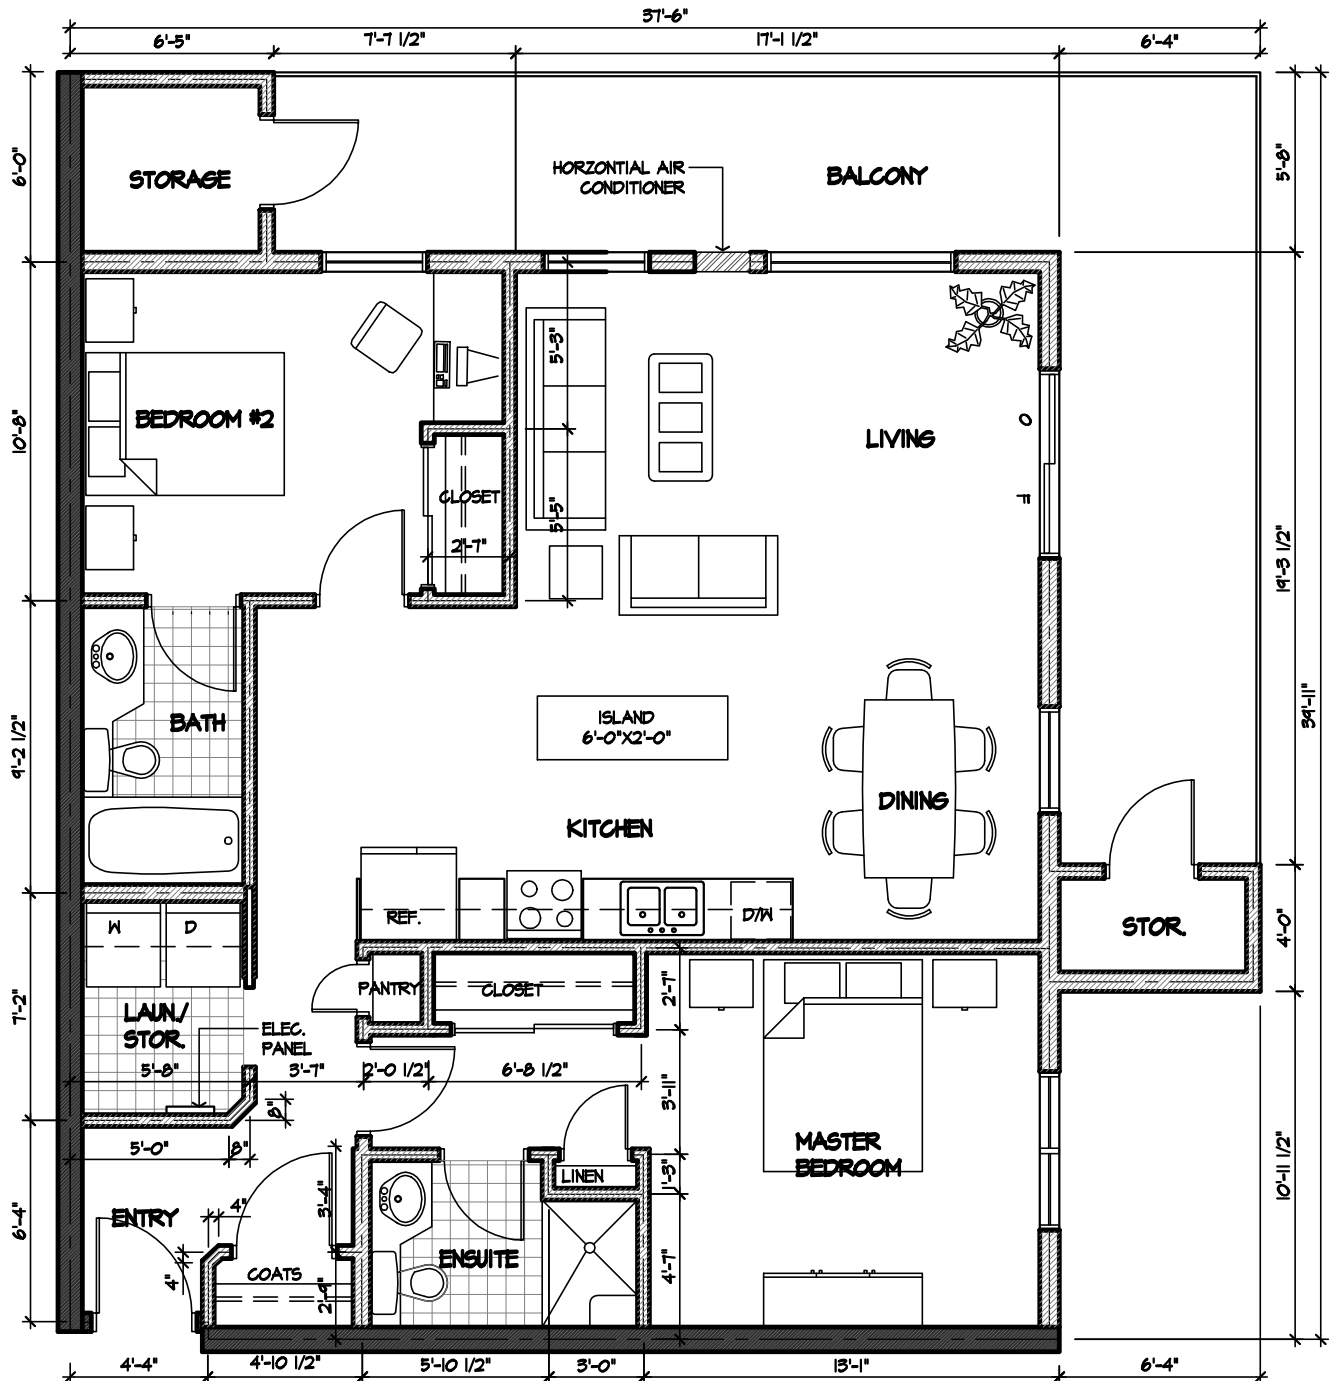 37'-6"
6'-5"
7'-7 1/2"
17'-1 1/2"
6'-4"
6'-0"
STORAGE
HORZONTIAL AIR
CONDITIONER
BALCONY
5'-8"
5'-3"
10'-8"
BEDROOM #2
LIVING
O
F
CLOSET
5'-5"
2'-7"
19'-3 1/2"
39'-11"
BATH
9'-2 1/2"
ISLAND
6'-0"X2'-0"
DINING
KITCHEN
REF.
D/W
W
D
STOR.
4'-0"
PANTRY
CLOSET
2'-7"
7'-2"
LAUN./
STOR.
ELEC.
PANEL
5'-8"
3'-7"
2'-0 1/2"
6'-8 1/2"
3'-11"
8"
5'-0"
8"
MASTER
BEDROOM
10'-11 1/2"
LINEN
1'-3"
3'-4"
4"
ENTRY
6'-4"
ENSUITE
4'-7"
4"
COATS
2'-9"
4'-4"
4'-10 1/2"
5'-10 1/2"
3'-0"
13'-1"
6'-4"